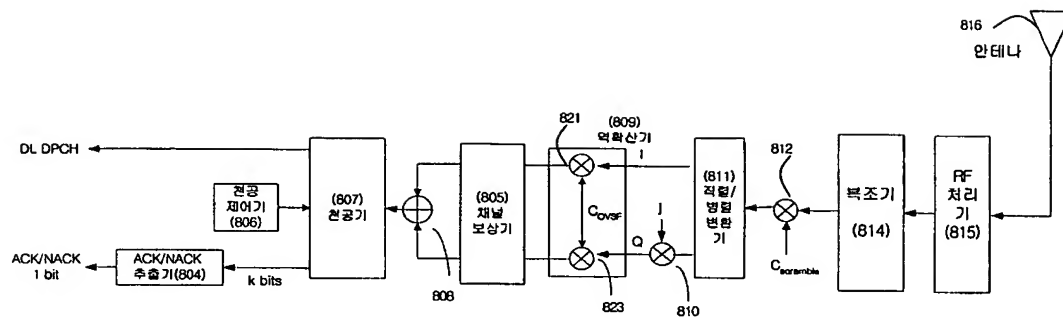 816
안테나
DL DPCH
천공
제어기
(806)
ACK/NACK
1 bit
ACK/NACK
추출기(804)
k bits
(807)
천공기
808
(805)
채널
보상기
821
(809)
역확산기
I
C_OVSF
823
Q
J
810
(811)
직렬/
병렬
변환
기
812
C_scramble
복조기
(814)
RF
처리
기
(815)